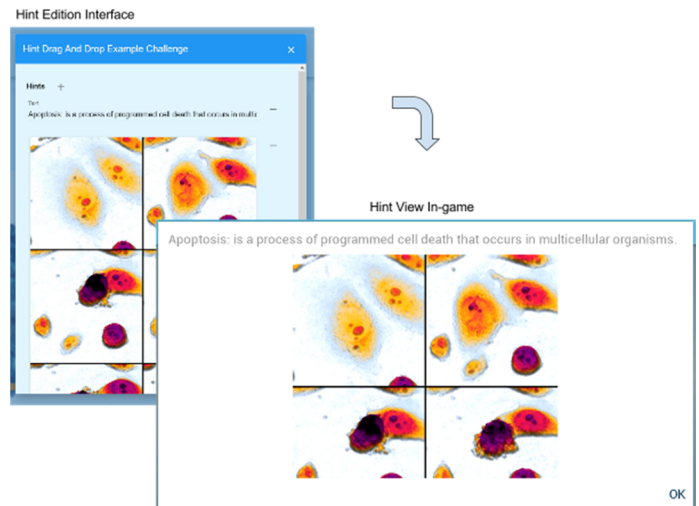 Hint Edition Interface
Hint Drag And Drop Example Challenge
Hints +
Text
Apoptosis: is a process of programmed cell death that occurs in multic
Hint View In-game
Apoptosis: is a process of programmed cell death that occurs in multicellular organisms.
OK